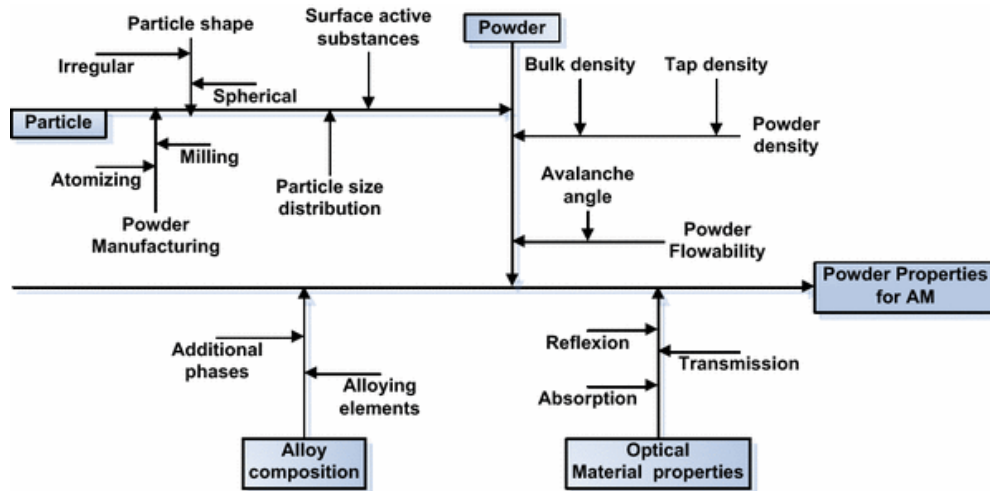 Particle shape
Irregular
Spherical
Surface active
substances
Powder
Bulk density
Tap density
Particle
Milling
Atomizing
Powder
Manufacturing
Particle size
distribution
Powder
density
Avalanche
angle
Powder
Flowability
Powder Properties
for AM
Additional
phases
Alloying
elements
Reflexion
Transmission
Absorption
Alloy
composition
Optical
Material properties